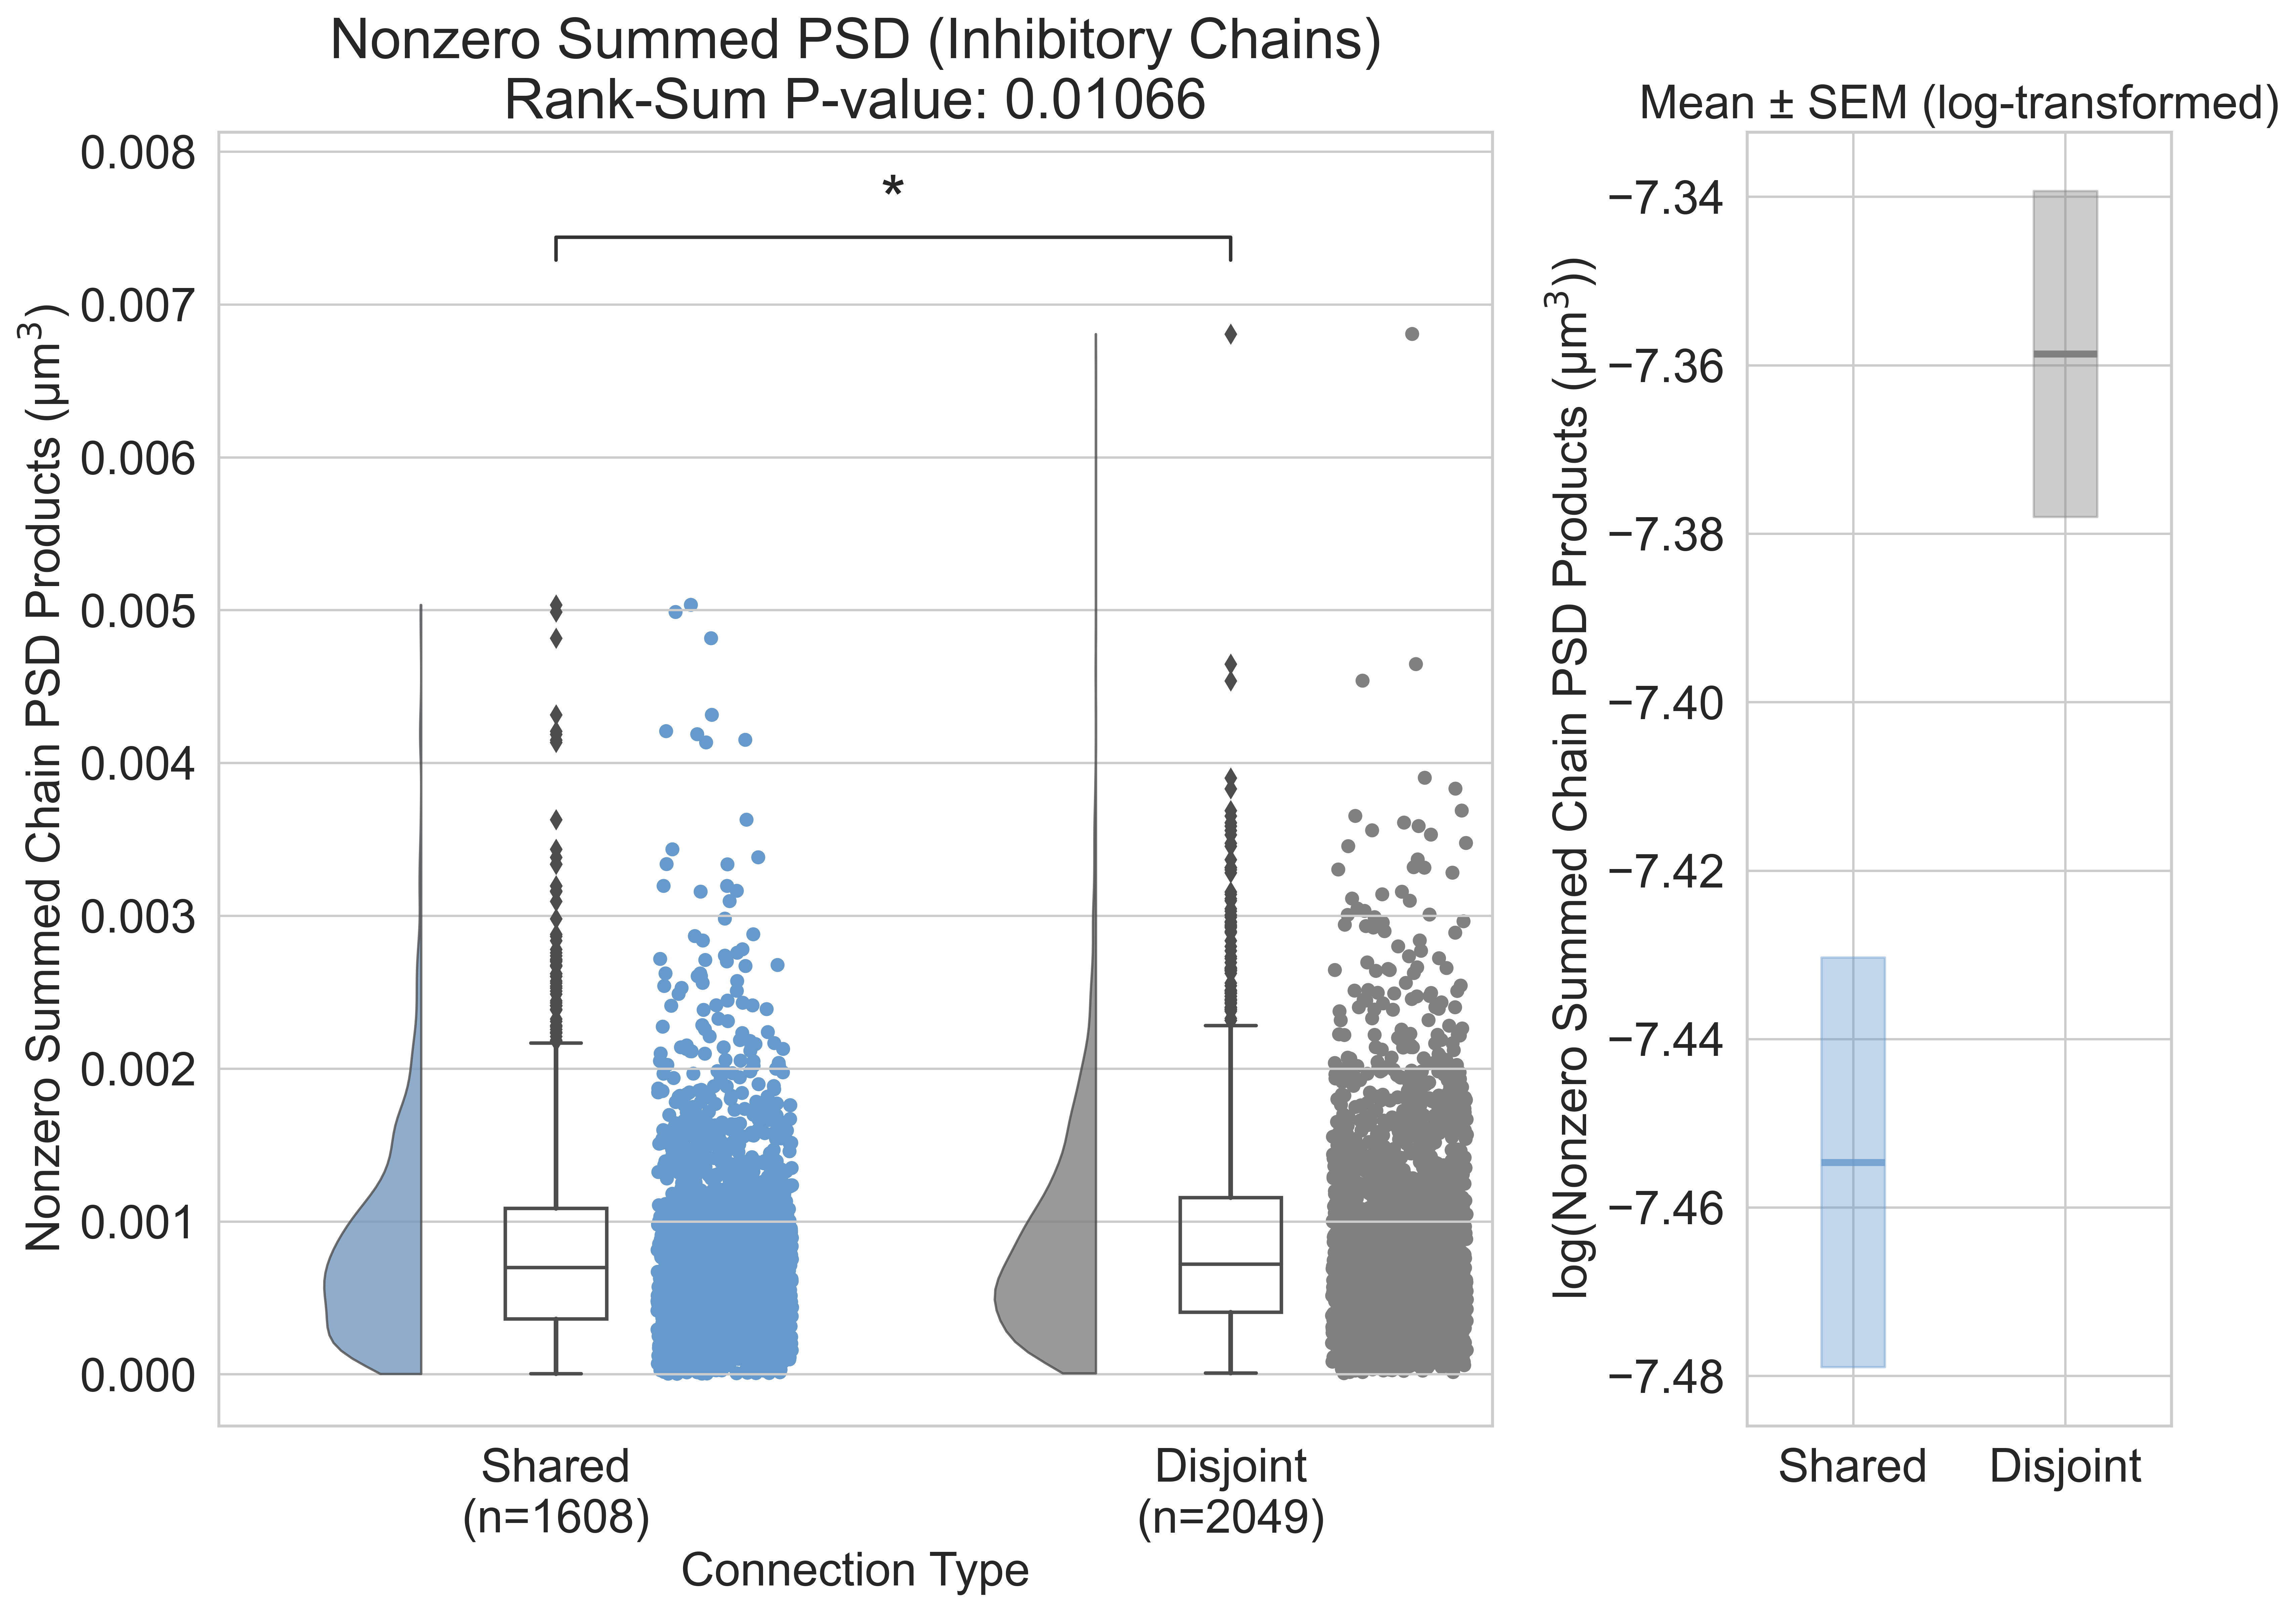 Nonzero Summed PSD (Inhibitory Chains)
Rank-Sum P-value: 0.01066
Nonzero Summed Chain PSD Products (µm³)
0.008
0.007
0.006
0.005
0.004
0.003
0.002
0.001
0.000
*
Shared
(n=1608)
Disjoint
(n=2049)
Connection Type
Mean ± SEM (log-transformed)
log(Nonzero Summed Chain PSD Products (µm³))
−7.34
−7.36
−7.38
−7.40
−7.42
−7.44
−7.46
−7.48
Shared
Disjoint